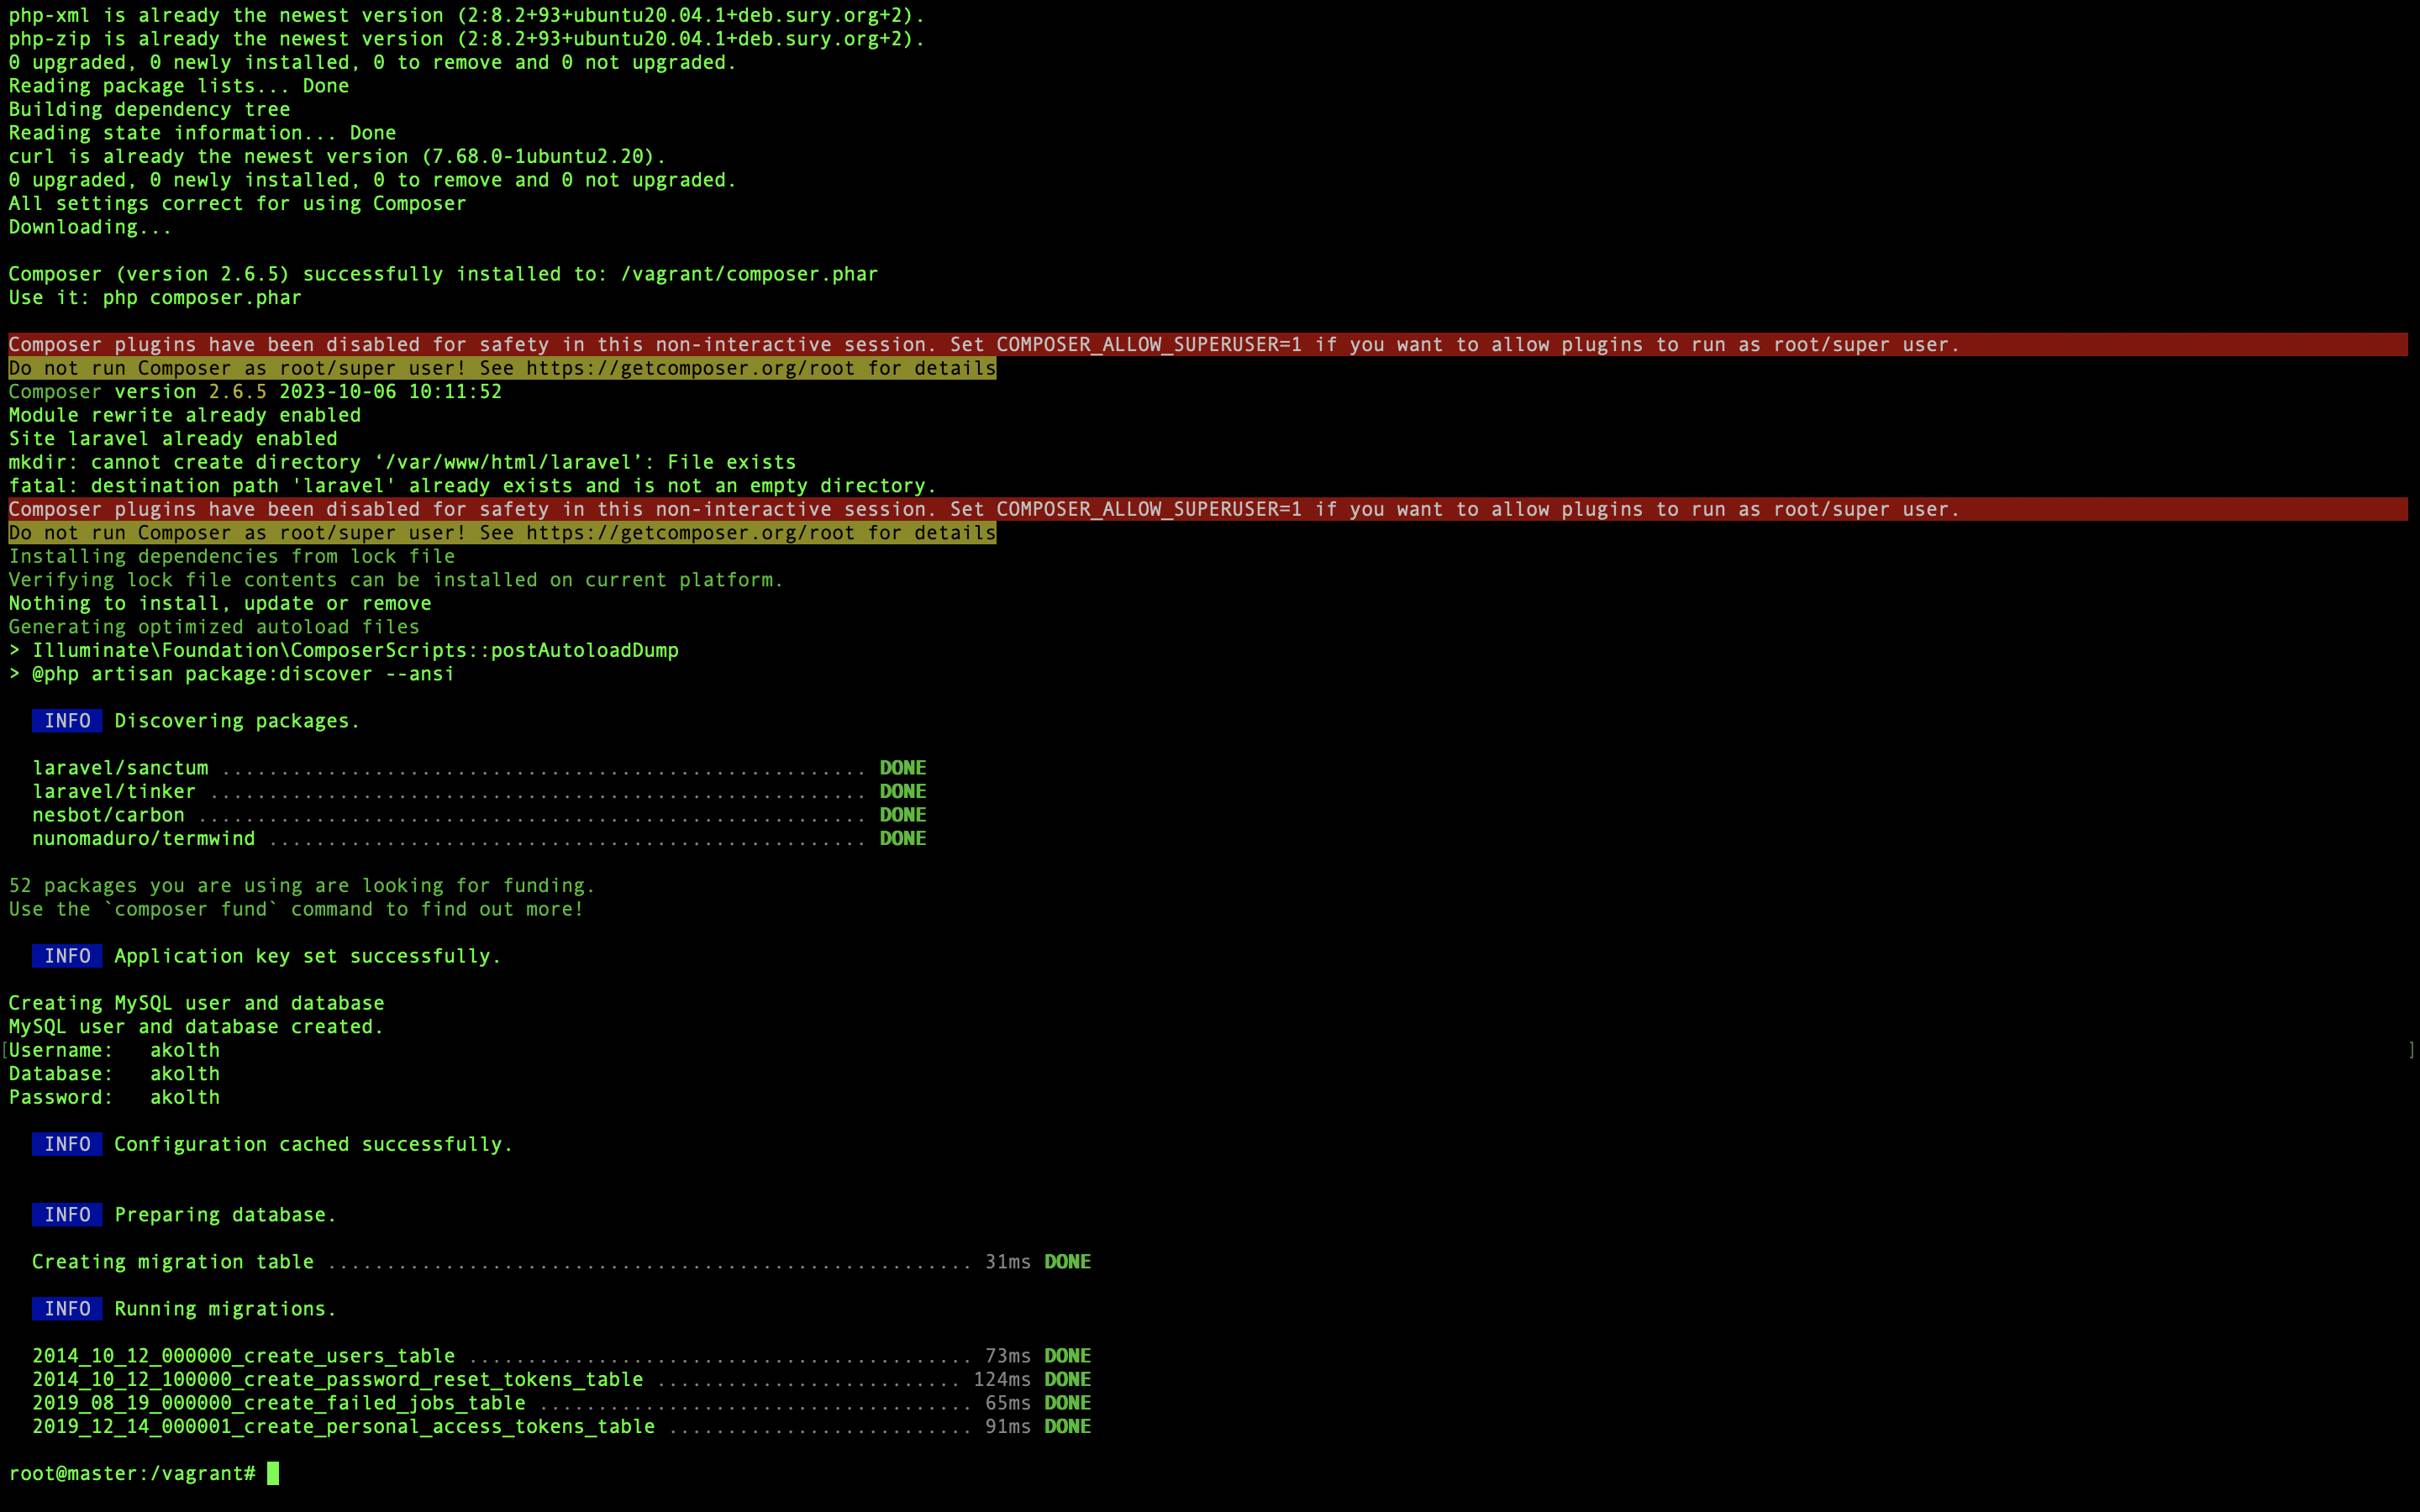 php-xml is already the newest version (2:8.2+93+ubuntu20.04.1+deb.sury.org+2).
php-zip is already the newest version (2:8.2+93+ubuntu20.04.1+deb.sury.org+2).
0 upgraded, 0 newly installed, 0 to remove and 0 not upgraded.
Reading package lists... Done
Building dependency tree
Reading state information... Done
curl is already the newest version (7.68.0-1ubuntu2.20).
0 upgraded, 0 newly installed, 0 to remove and 0 not upgraded.
All settings correct for using Composer
Downloading...

Composer (version 2.6.5) successfully installed to: /vagrant/composer.phar
Use it: php composer.phar

Composer plugins have been disabled for safety in this non-interactive session. Set COMPOSER_ALLOW_SUPERUSER=1 if you want to allow plugins to run as root/super user.
Do not run Composer as root/super user! See https://getcomposer.org/root for details
Composer version 2.6.5 2023-10-06 10:11:52
Module rewrite already enabled
Site laravel already enabled
mkdir: cannot create directory ‘/var/www/html/laravel’: File exists
fatal: destination path 'laravel' already exists and is not an empty directory.
Composer plugins have been disabled for safety in this non-interactive session. Set COMPOSER_ALLOW_SUPERUSER=1 if you want to allow plugins to run as root/super user.
Do not run Composer as root/super user! See https://getcomposer.org/root for details
Installing dependencies from lock file
Verifying lock file contents can be installed on current platform.
Nothing to install, update or remove
Generating optimized autoload files
> Illuminate\Foundation\ComposerScripts::postAutoloadDump
> @php artisan package:discover --ansi

INFO Discovering packages.

laravel/sanctum ....................................................... DONE
laravel/tinker ........................................................ DONE
nesbot/carbon ......................................................... DONE
nunomaduro/termwind ................................................... DONE

52 packages you are using are looking for funding.
Use the `composer fund` command to find out more!

INFO Application key set successfully.

Creating MySQL user and database
MySQL user and database created.
[Username:   akolth ]
Database:   akolth
Password:   akolth

INFO Configuration cached successfully.

INFO Preparing database.

Creating migration table ....................................................... 31ms DONE

INFO Running migrations.

2014_10_12_000000_create_users_table ........................................... 73ms DONE
2014_10_12_100000_create_password_reset_tokens_table .......................... 124ms DONE
2019_08_19_000000_create_failed_jobs_table ..................................... 65ms DONE
2019_12_14_000001_create_personal_access_tokens_table .......................... 91ms DONE

root@master:/vagrant#